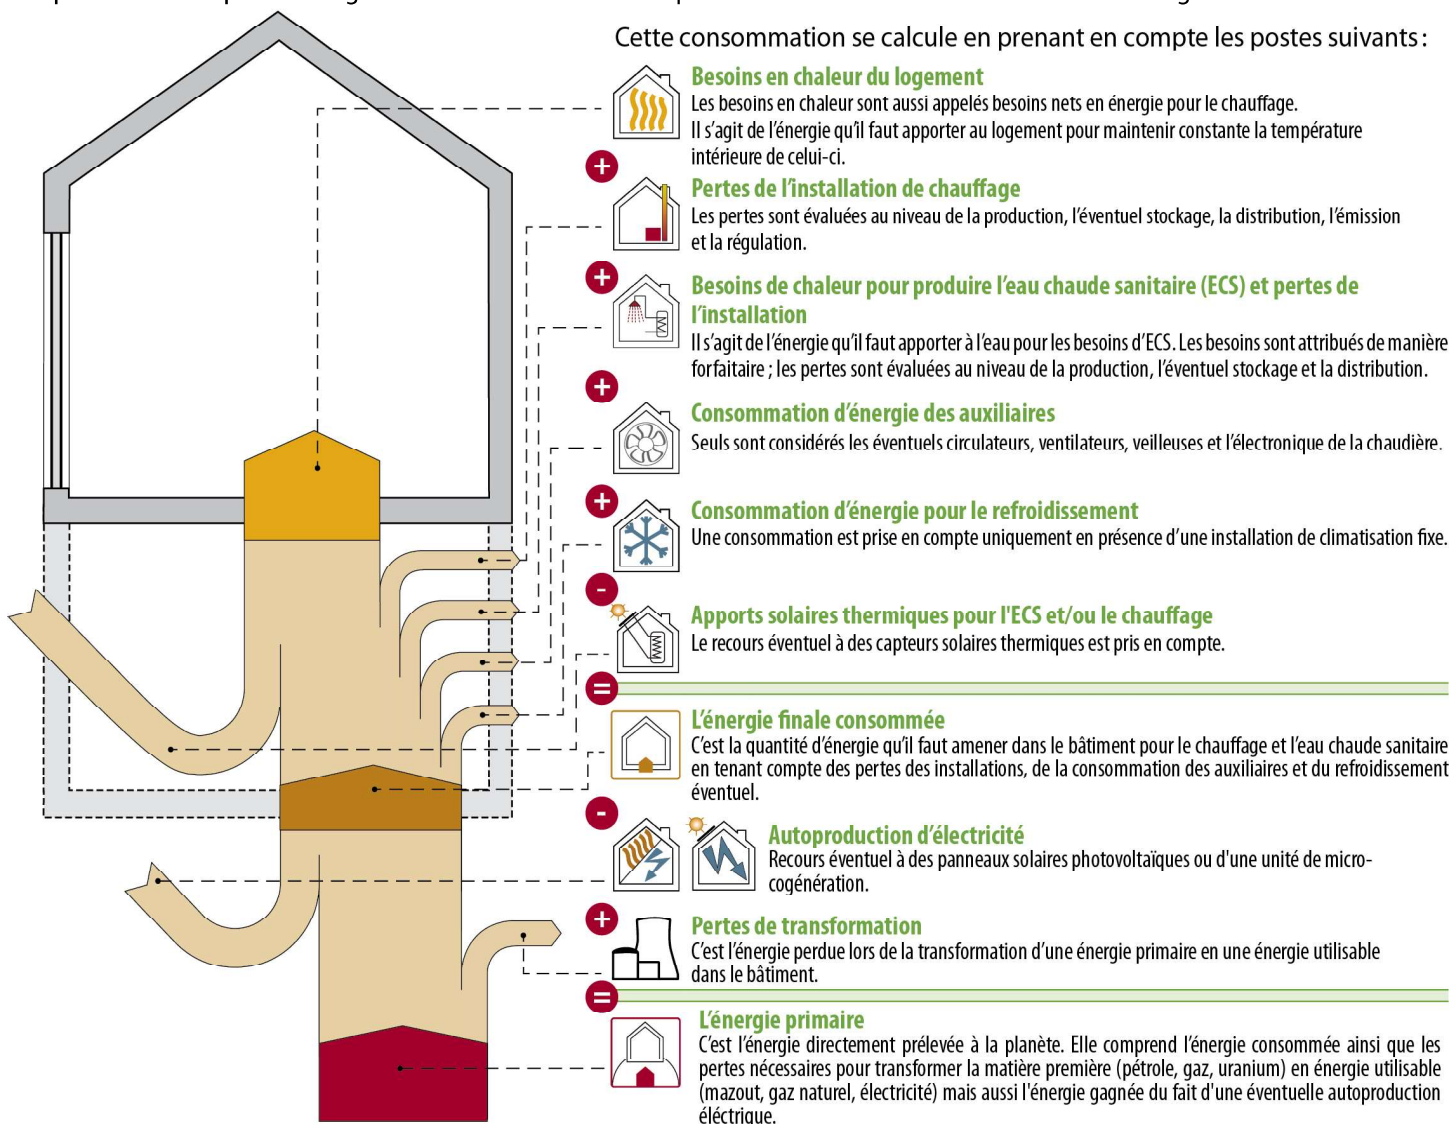 Cette consommation se calcule en prenant en compte les postes suivants :
Besoins en chaleur du logement
Les besoins en chaleur sont aussi appelés besoins nets en énergie pour le chauffage.
Il s'agit de l'énergie qu'il faut apporter au logement pour maintenir constante la température
intérieure de celui-ci.
+
Pertes de l'installation de chauffage
Les pertes sont évaluées au niveau de la production, l'éventuel stockage, la distribution, l'émission
et la régulation.
+
Besoins de chaleur pour produire l'eau chaude sanitaire (ECS) et pertes de
l'installation
Il s'agit de l'énergie qu'il faut apporter à l'eau pour les besoins d'ECS. Les besoins sont attribués de manière
forfaitaire ; les pertes sont évaluées au niveau de la production, l'éventuel stockage et la distribution.
+
Consommation d'énergie des auxiliaires
Seuls sont considérés les éventuels circulateurs, ventilateurs, veilleuses et l'électronique de la chaudière.
+
Consommation d'énergie pour le refroidissement
Une consommation est prise en compte uniquement en présence d'une installation de climatisation fixe.
-
Apports solaires thermiques pour l'ECS et/ou le chauffage
Le recours éventuel à des capteurs solaires thermiques est pris en compte.
=
L'énergie finale consommée
C'est la quantité d'énergie qu'il faut amener dans le bâtiment pour le chauffage et l'eau chaude sanitaire
en tenant compte des pertes des installations, de la consommation des auxiliaires et du refroidissement
éventuel.
-
Autoproduction d'électricité
Recours éventuel à des panneaux solaires photovoltaïques ou d'une unité de micro-
cogénération.
+
Pertes de transformation
C'est l'énergie perdue lors de la transformation d'une énergie primaire en une énergie utilisable
dans le bâtiment.
=
L'énergie primaire
C'est l'énergie directement prélevée à la planète. Elle comprend l'énergie consommée ainsi que les
pertes nécessaires pour transformer la matière première (pétrole, gaz, uranium) en énergie utilisable
(mazout, gaz naturel, électricité) mais aussi l'énergie gagnée du fait d'une éventuelle autoproduction
éléctrique.